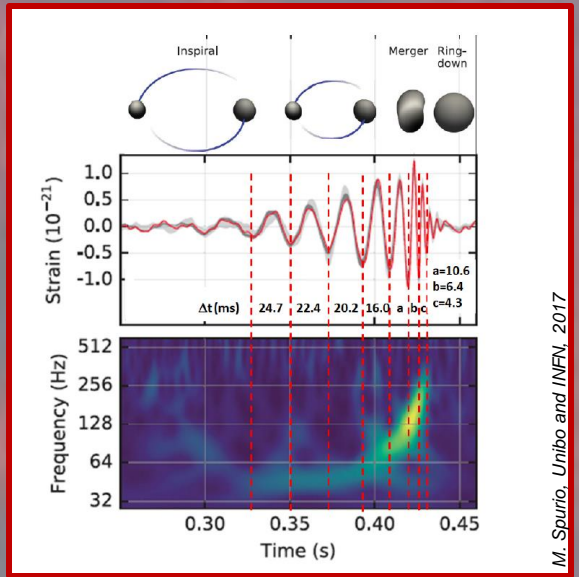 Inspiral
Merger Ring-
down
1.0
0.5
0.0
-0.5
-1.0
Strain (10⁻²¹)
a=10.6
b=6.4
c=4.3
Δt(ms) 24.7 22.4 20.2 16.0 a b c
512
256
128
64
32
Frequency (Hz)
0.30 0.35 0.40 0.45
Time (s)
M. Spurio, Unibo and INFN, 2017